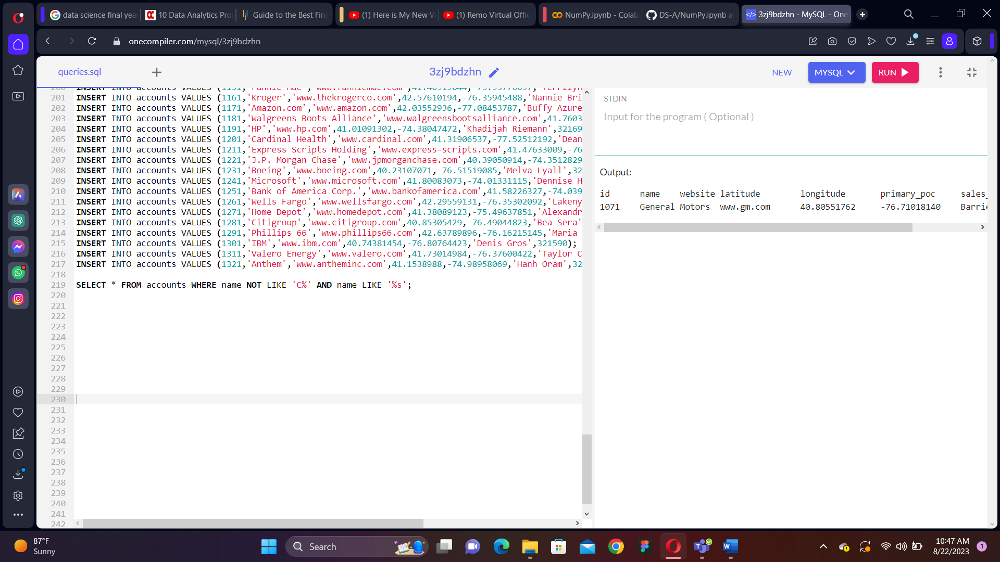 data science final yea
10 Data Analytics Proj
Guide to the Best Fina
(1) Here is My New Vi
(1) Remo Virtual Offic
NumPy.ipynb - Colab
DS-A/NumPy.ipynb a
3zj9bdzhn - MySQL - One
onecompiler.com/mysql/3zj9bdzhn
queries.sql
3zj9bdzhn
NEW
MYSQL
RUN
201 INSERT INTO accounts VALUES (1161,'Kroger','www.thekrogerco.com',42.57610194,-76.35945488,'Nannie Bri
202 INSERT INTO accounts VALUES (1171,'Amazon.com','www.amazon.com',42.03552936,-77.08453787,'Buffy Azure
203 INSERT INTO accounts VALUES (1181,'Walgreens Boots Alliance','www.walgreensbootsalliance.com',41.7603
204 INSERT INTO accounts VALUES (1191,'HP','www.hp.com',41.01091302,-74.38047472,'Khadijah Riemann',32169
205 INSERT INTO accounts VALUES (1201,'Cardinal Health','www.cardinal.com',41.31906537,-77.52512192,'Dean
206 INSERT INTO accounts VALUES (1211,'Express Scripts Holding','www.express-scripts.com',41.47633009,-76
207 INSERT INTO accounts VALUES (1221,'J.P. Morgan Chase','www.jpmorganchase.com',40.39050914,-74.3512829
208 INSERT INTO accounts VALUES (1231,'Boeing','www.boeing.com',40.23107071,-76.51519085,'Melva Lyall',32
209 INSERT INTO accounts VALUES (1241,'Microsoft','www.microsoft.com',41.80083073,-74.01331115,'Dennise H
210 INSERT INTO accounts VALUES (1251,'Bank of America Corp.','www.bankofamerica.com',41.58226327,-74.039
211 INSERT INTO accounts VALUES (1261,'Wells Fargo','www.wellsfargo.com',42.29559131,-76.35302092,'Lakeny
212 INSERT INTO accounts VALUES (1271,'Home Depot','www.homedepot.com',41.38089123,-75.49637851,'Alexandr
213 INSERT INTO accounts VALUES (1281,'Citigroup','www.citigroup.com',40.85305429,-76.49044823,'Bea Sera'
214 INSERT INTO accounts VALUES (1291,'Phillips 66','www.phillips66.com',42.63789896,-76.16215145,'Maria
215 INSERT INTO accounts VALUES (1301,'IBM','www.ibm.com',40.74381454,-76.80764423,'Denis Gros',321590);
216 INSERT INTO accounts VALUES (1311,'Valero Energy','www.valero.com',41.73014984,-76.37600422,'Taylor C
217 INSERT INTO accounts VALUES (1321,'Anthem','www.antheminc.com',41.1538988,-74.98958069,'Hanh Oram',32
218
219 SELECT * FROM accounts WHERE name NOT LIKE 'C%' AND name LIKE '%s';
220
221
222
223
224
225
226
227
228
229
230
231
232
233
234
235
236
237
238
239
240
241
242
STDIN
Input for the program ( Optional )
Output:
id name website latitude longitude primary_poc sales_
1071 General Motors www.gm.com 40.80551762 -76.71018140 Barrie
87°F
Sunny
Search
10:47 AM
8/22/2023
1